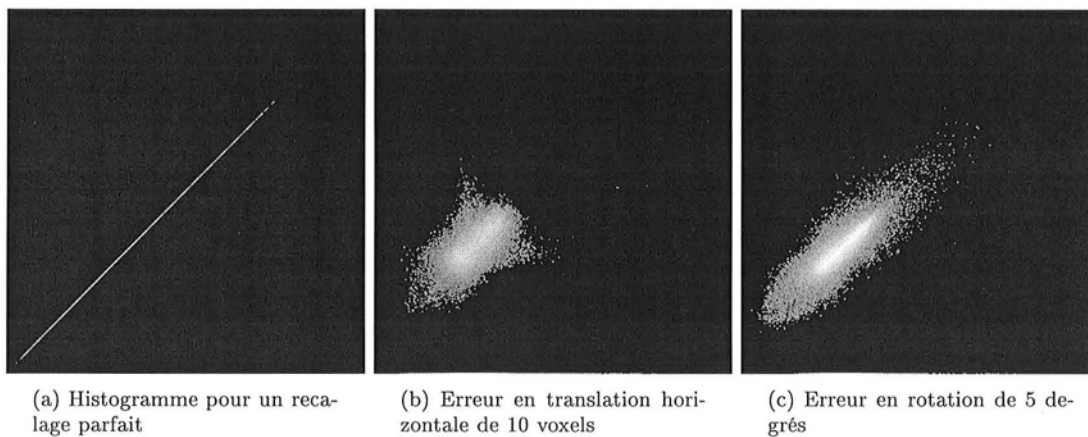 (a) Histogramme pour un reca-
lage parfait
(b) Erreur en translation hori-
zontale de 10 voxels
(c) Erreur en rotation de 5 de-
grés